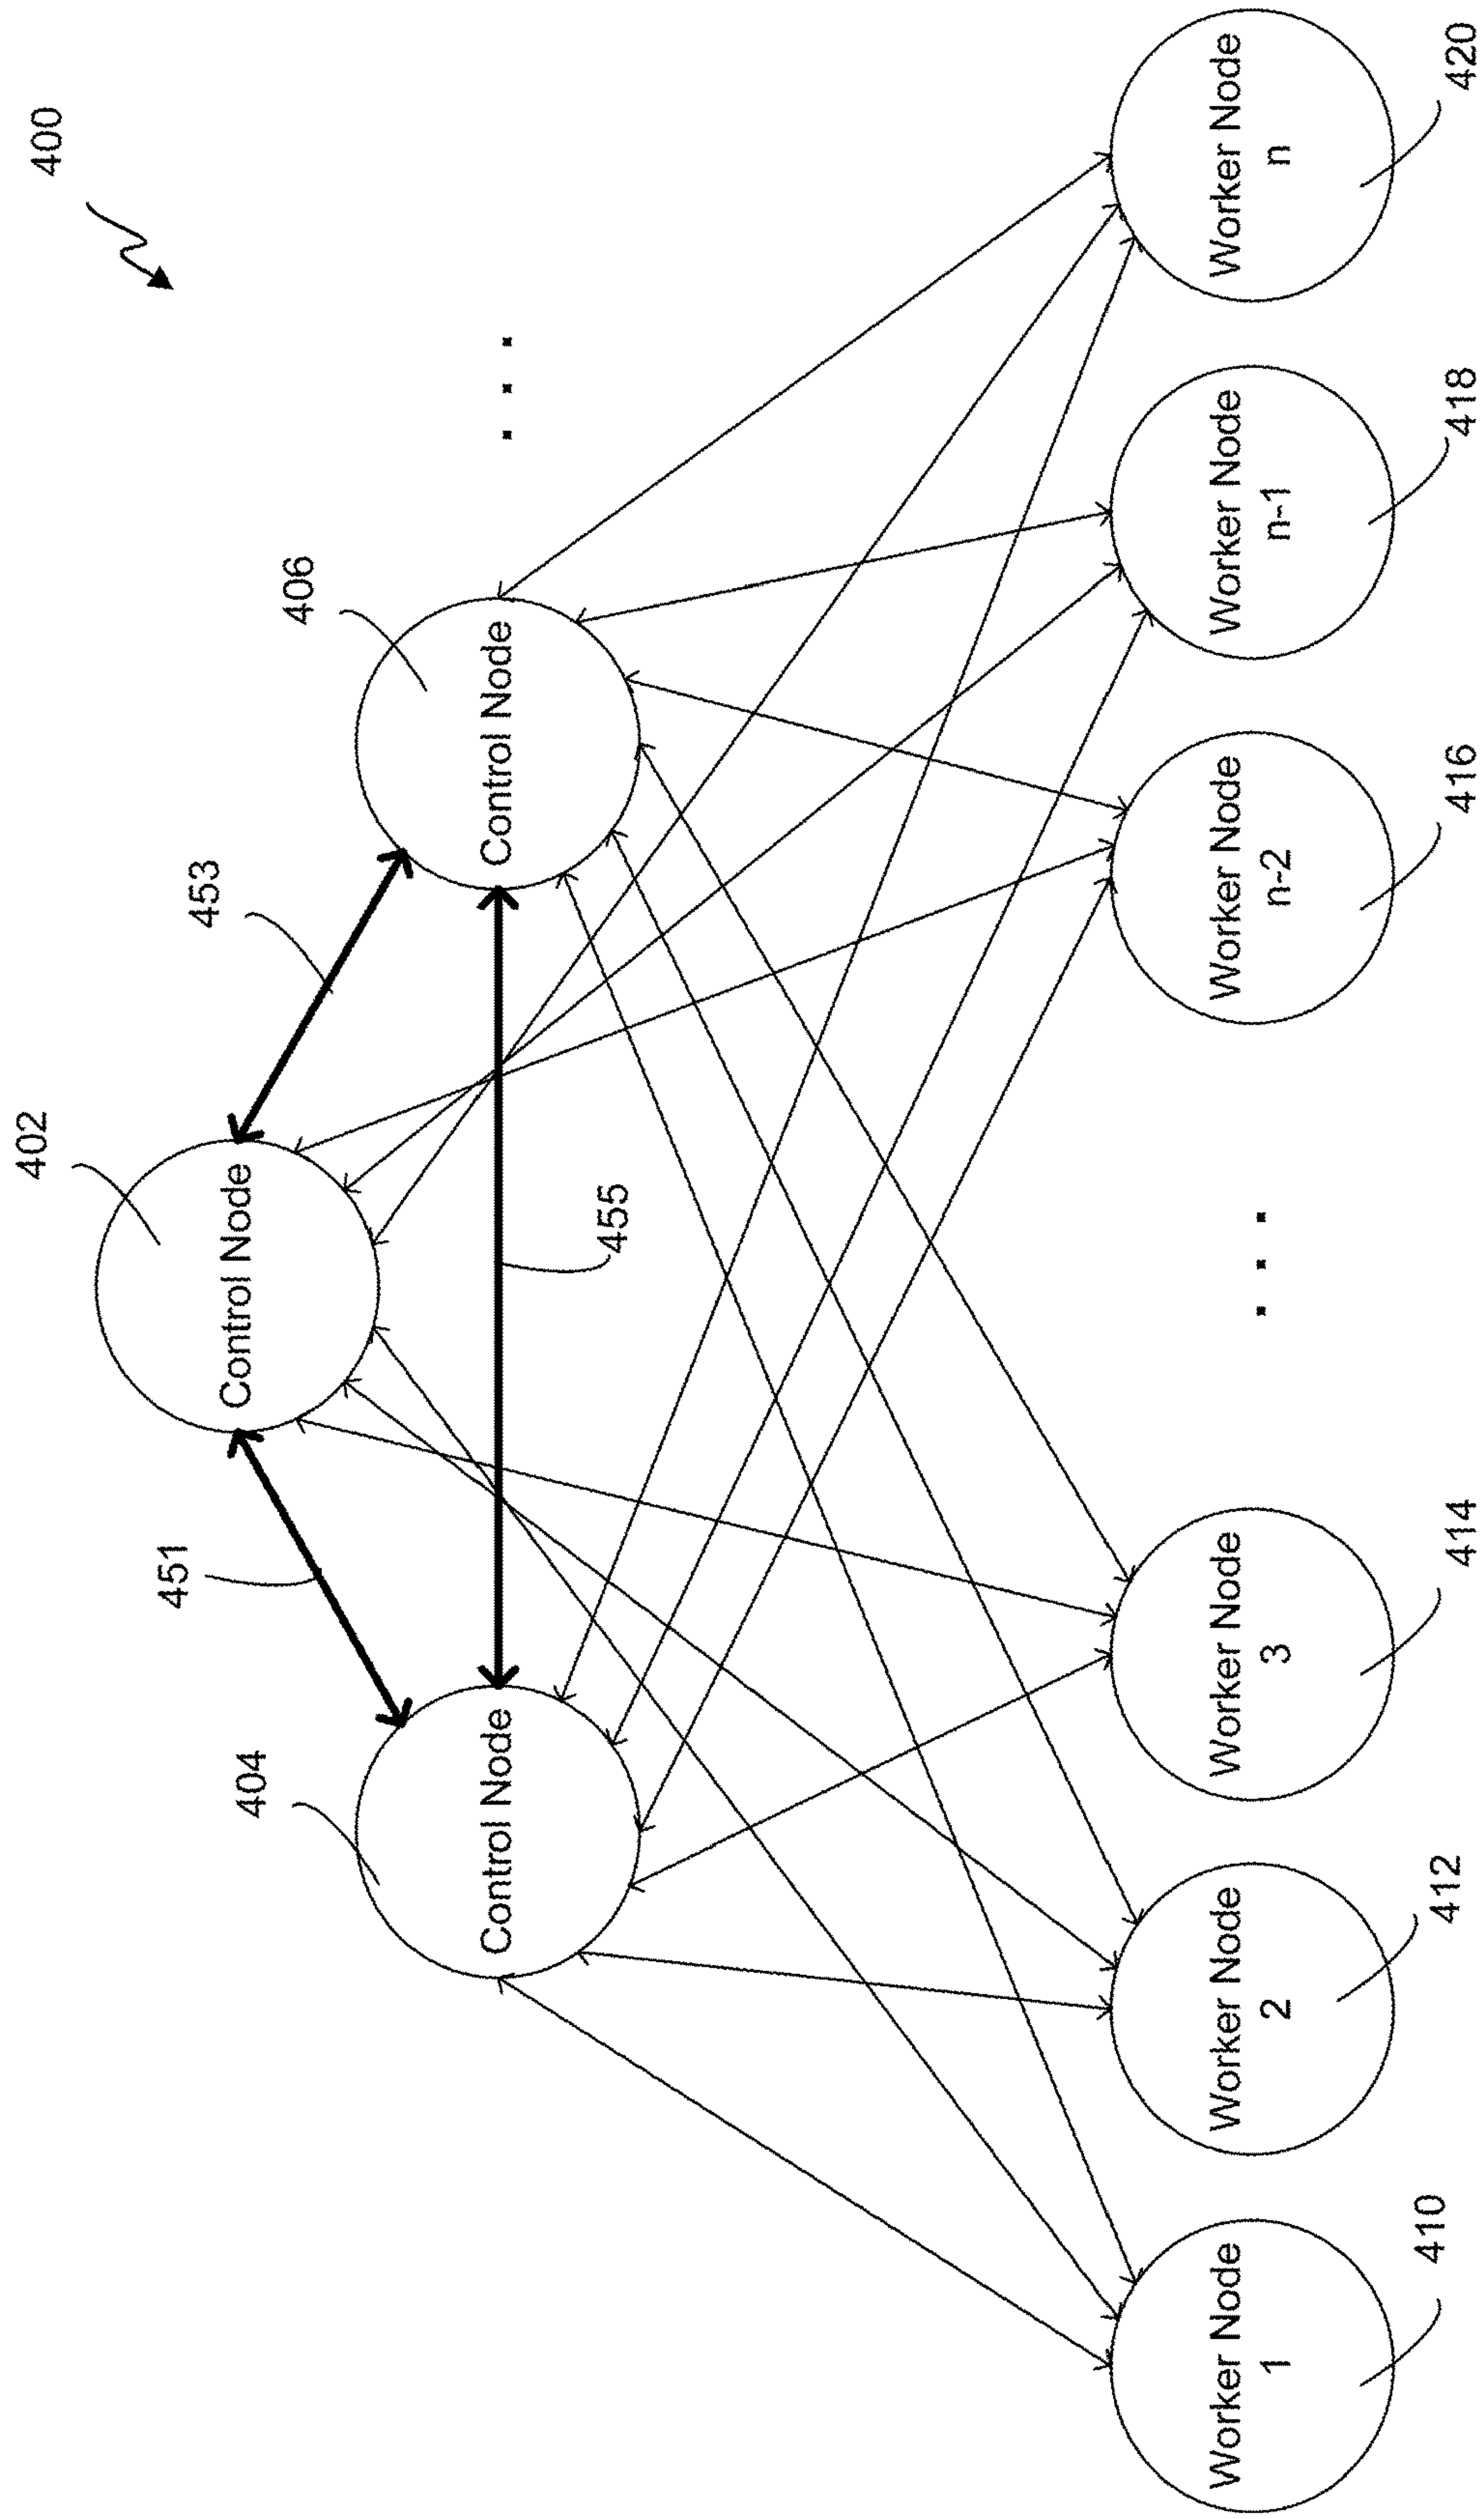 400
402
Control Node
451
453
404
Control Node
406
Control Node
. . .
455
Worker Node
1
Worker Node
2
Worker Node
3
. . .
Worker Node
n-2
Worker Node
n-1
Worker Node
n
410
412
414
416
418
420